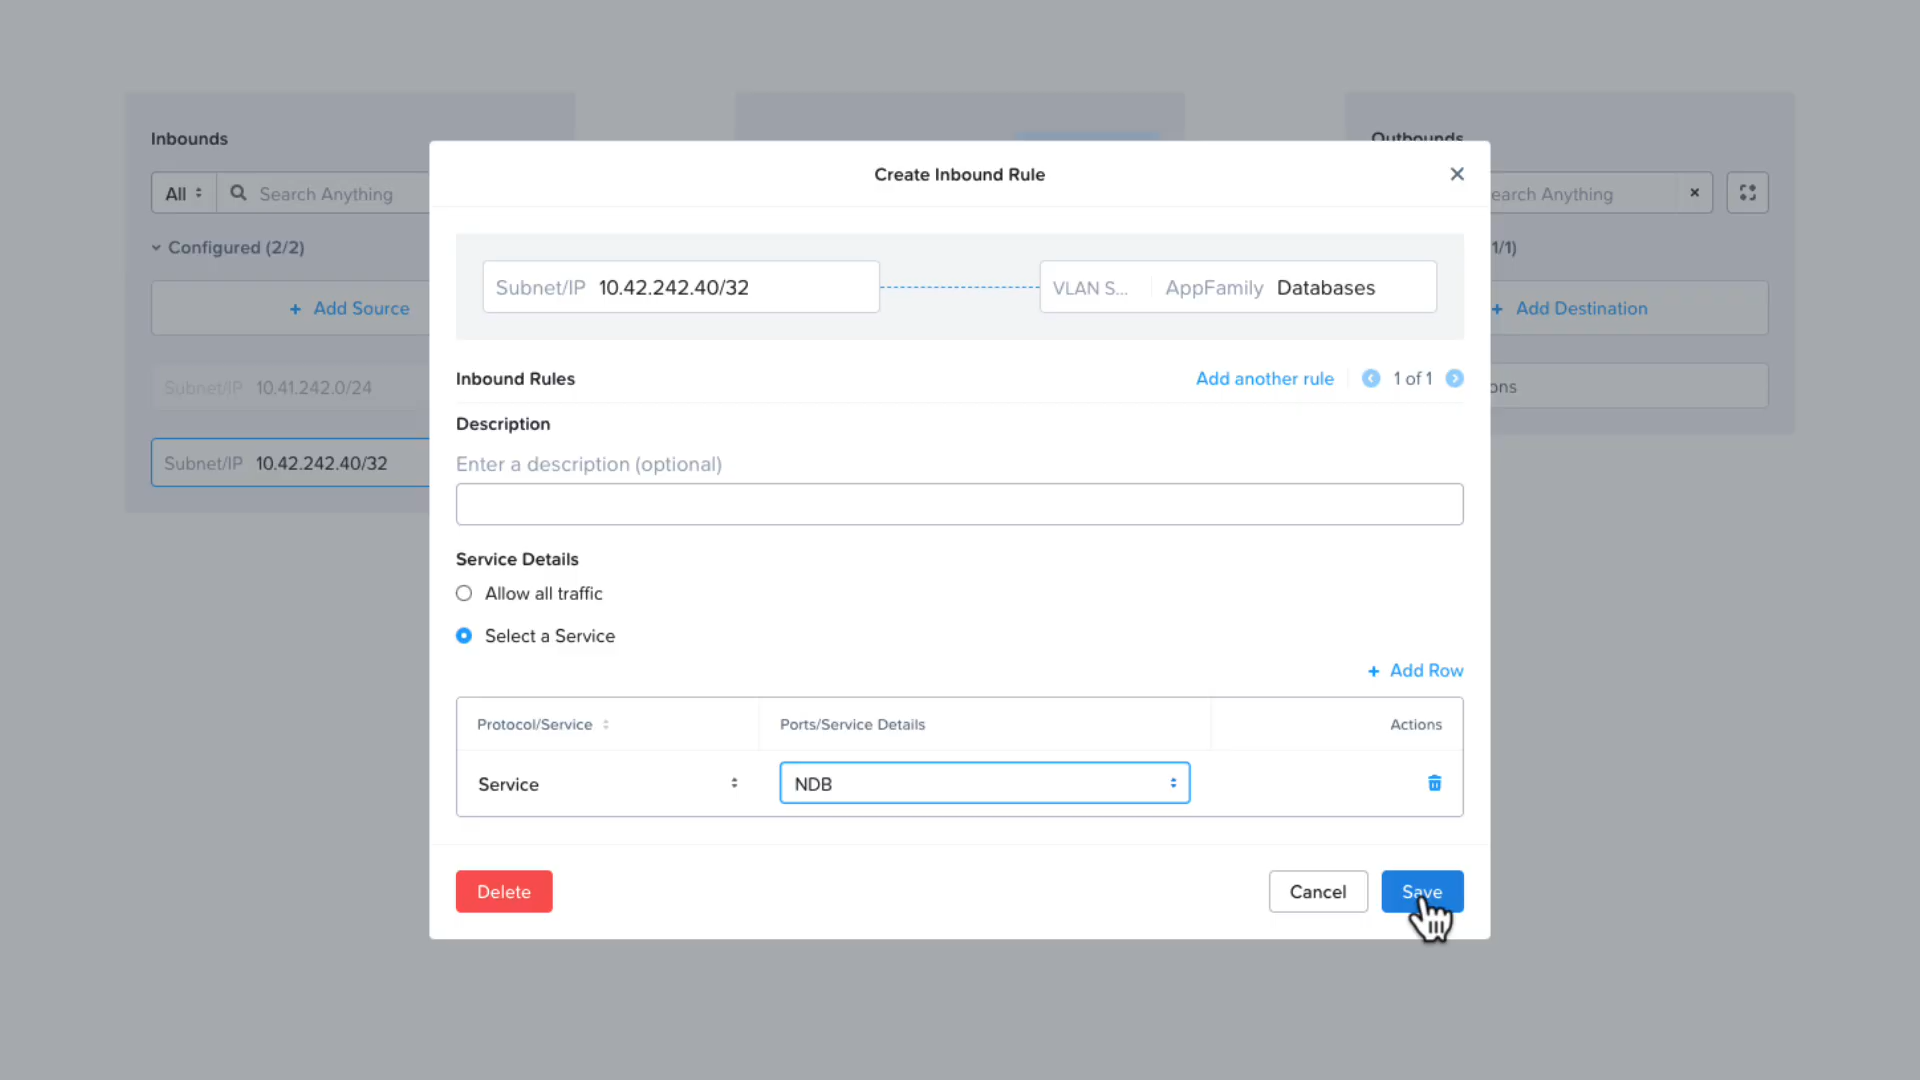 Inbounds
Outbounds
All
Search Anything
earch Anything
Configured (2/2)
1/1)
+ Add Source
+ Add Destination
Subnet/IP 10.41.242.0/24
ons
Subnet/IP 10.42.242.40/32
Create Inbound Rule
Subnet/IP 10.42.242.40/32
VLAN S... AppFamily Databases
Inbound Rules
Add another rule
1 of 1
Description
Enter a description (optional)
Service Details
Allow all traffic
Select a Service
+ Add Row
Protocol/Service
Ports/Service Details
Actions
Service
NDB
Delete
Cancel
Save